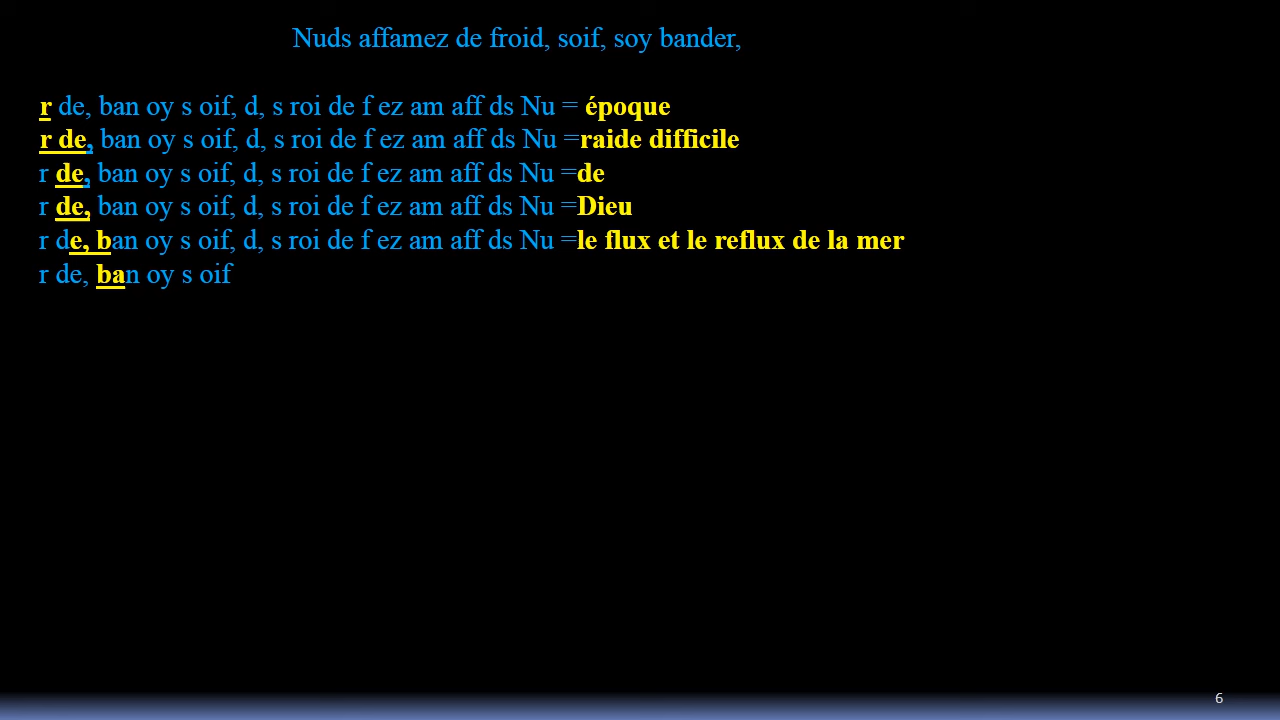 Nuds affamez de froid, soif, soy bander,
r de, ban oy s oif, d, s roi de f ez am aff ds Nu = époque
r de, ban oy s oif, d, s roi de f ez am aff ds Nu =raide difficile
r de, ban oy s oif, d, s roi de f ez am aff ds Nu =de
r de, ban oy s oif, d, s roi de f ez am aff ds Nu =Dieu
r de, ban oy s oif, d, s roi de f ez am aff ds Nu =le flux et le reflux de la mer
r de, ban oy s oif
6